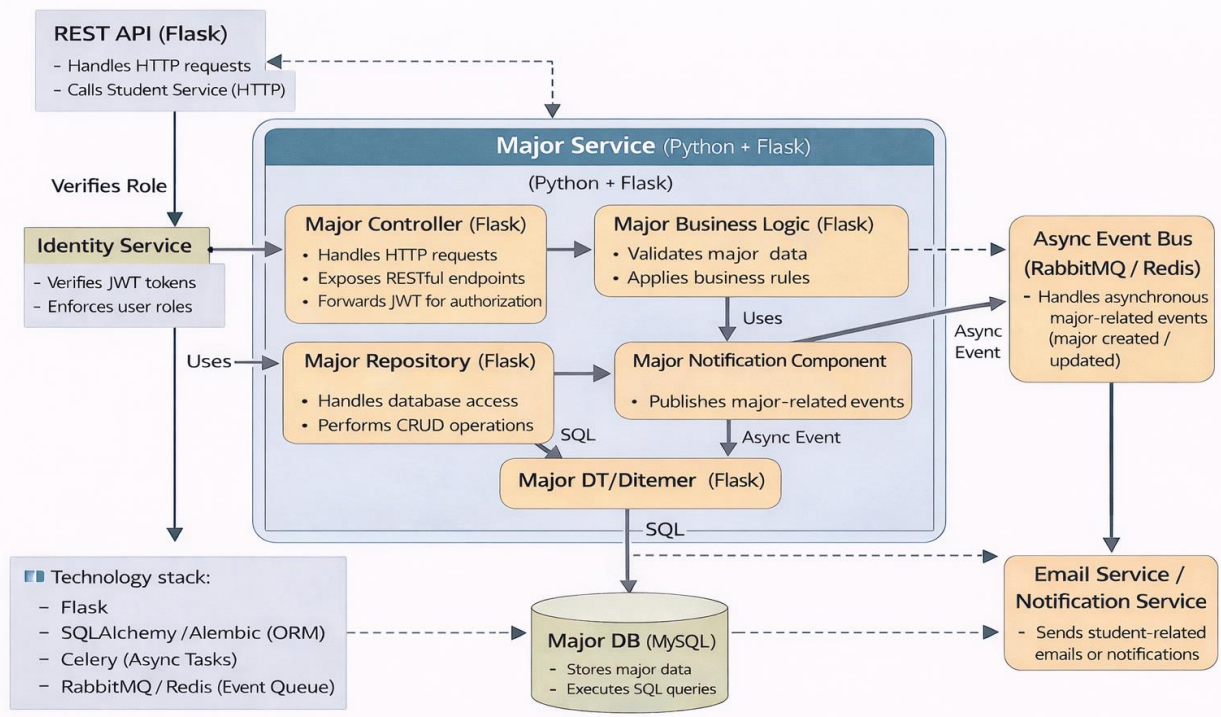 REST API (Flask)
- Handles HTTP requests
- Calls Student Service (HTTP)
Verifies Role
Identity Service
- Verifies JWT tokens
- Enforces user roles
Major Service (Python + Flask)
(Python + Flask)
Major Controller (Flask)
• Handles HTTP requests
• Exposes RESTful endpoints
• Forwards JWT for authorization
Major Business Logic (Flask)
• Validates major data
• Applies business rules
Uses
Uses
Major Repository (Flask)
• Handles database access
• Performs CRUD operations
Major Notification Component
• Publishes major-related events
SQL
Async Event
Major DT/Ditemer (Flask)
SQL
Async
Event
Async Event Bus
(RabbitMQ / Redis)
- Handles asynchronous
major-related events
(major created /
updated)
Email Service /
Notification Service
- Sends student-related
emails or notifications
Technology stack:
- Flask
- SQLAlchemy / Alembic (ORM)
- Celery (Async Tasks)
- RabbitMQ / Redis (Event Queue)
Major DB (MySQL)
- Stores major data
- Executes SQL queries